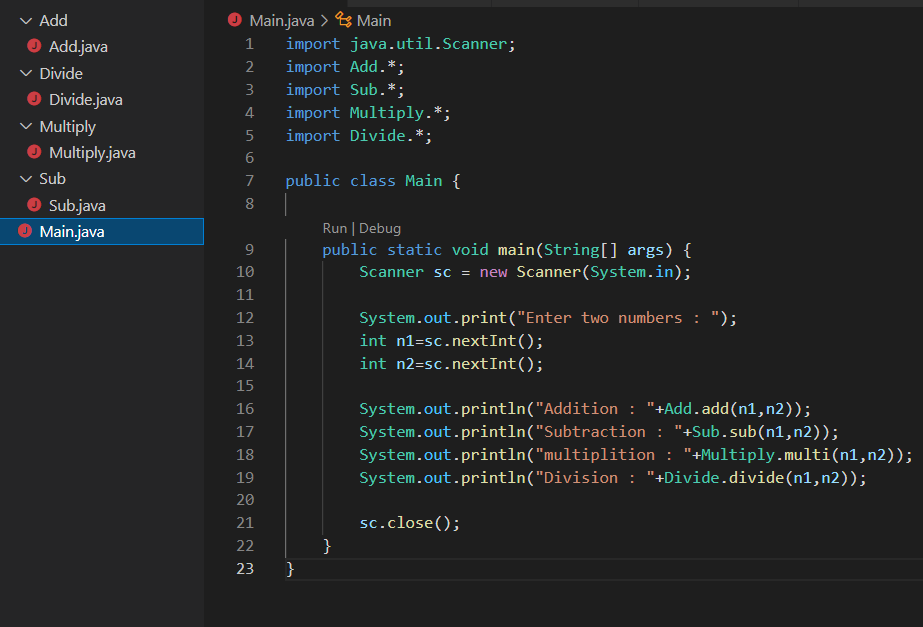 Add
Add.java
Divide
Divide.java
Multiply
Multiply.java
Sub
Sub.java
Main.java
Main.java > Main
1 import java.util.Scanner;
2 import Add.*;
3 import Sub.*;
4 import Multiply.*;
5 import Divide.*;
6
7 public class Main {
8
Run | Debug
9 public static void main(String[] args) {
10 Scanner sc = new Scanner(System.in);
11
12 System.out.print("Enter two numbers : ");
13 int n1=sc.nextInt();
14 int n2=sc.nextInt();
15
16 System.out.println("Addition : "+Add.add(n1,n2));
17 System.out.println("Subtraction : "+Sub.sub(n1,n2));
18 System.out.println("multiplition : "+Multiply.multi(n1,n2));
19 System.out.println("Division : "+Divide.divide(n1,n2));
20
21 sc.close();
22 }
23 }